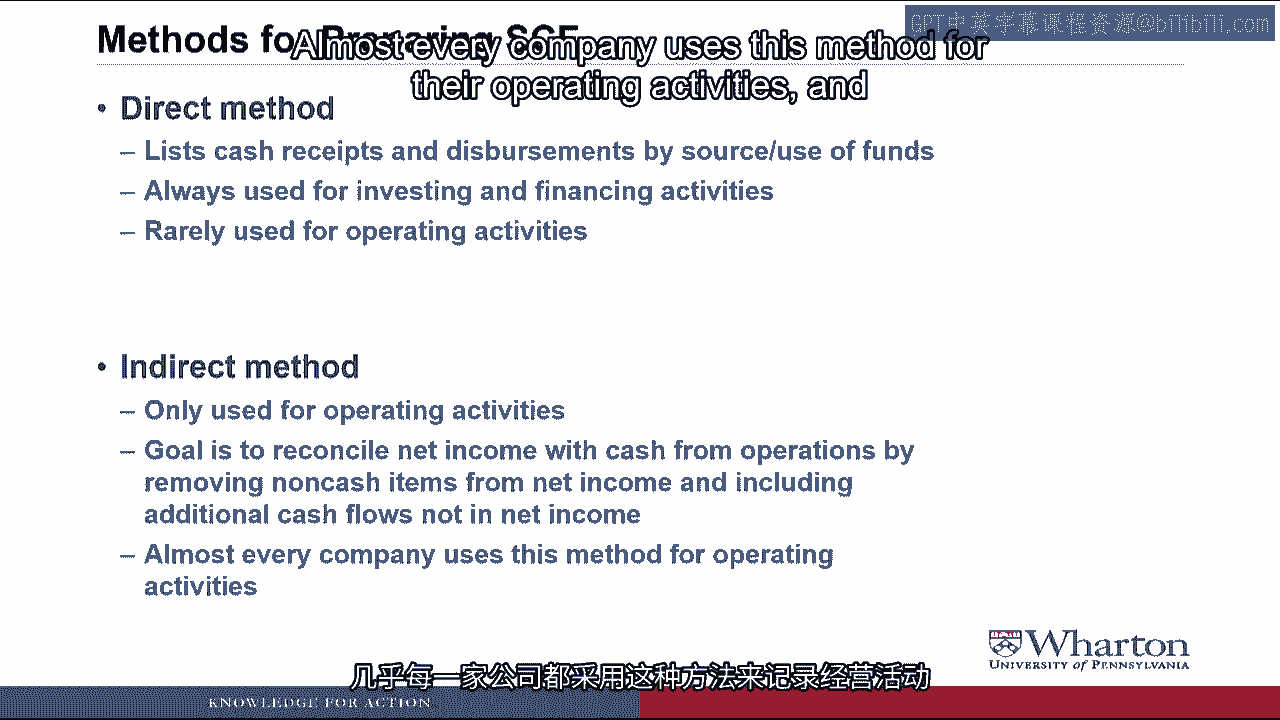 Methods for Preparing SCF
GPT中英字幕课程资源@bilibili.com
Almost every company uses this method for
their operating activities, and
• Direct method
– Lists cash receipts and disbursements by source/use of funds
– Always used for investing and financing activities
– Rarely used for operating activities
• Indirect method
– Only used for operating activities
– Goal is to reconcile net income with cash from operations by
removing noncash items from net income and including
additional cash flows not in net income
– Almost every company uses this method for operating
activities
Wharton
UNIVERSITY OF PENNSYLVANIA
几乎每一家公司都采用这种方法来记录经营活动
KNOWLEDGE FOR ACTION